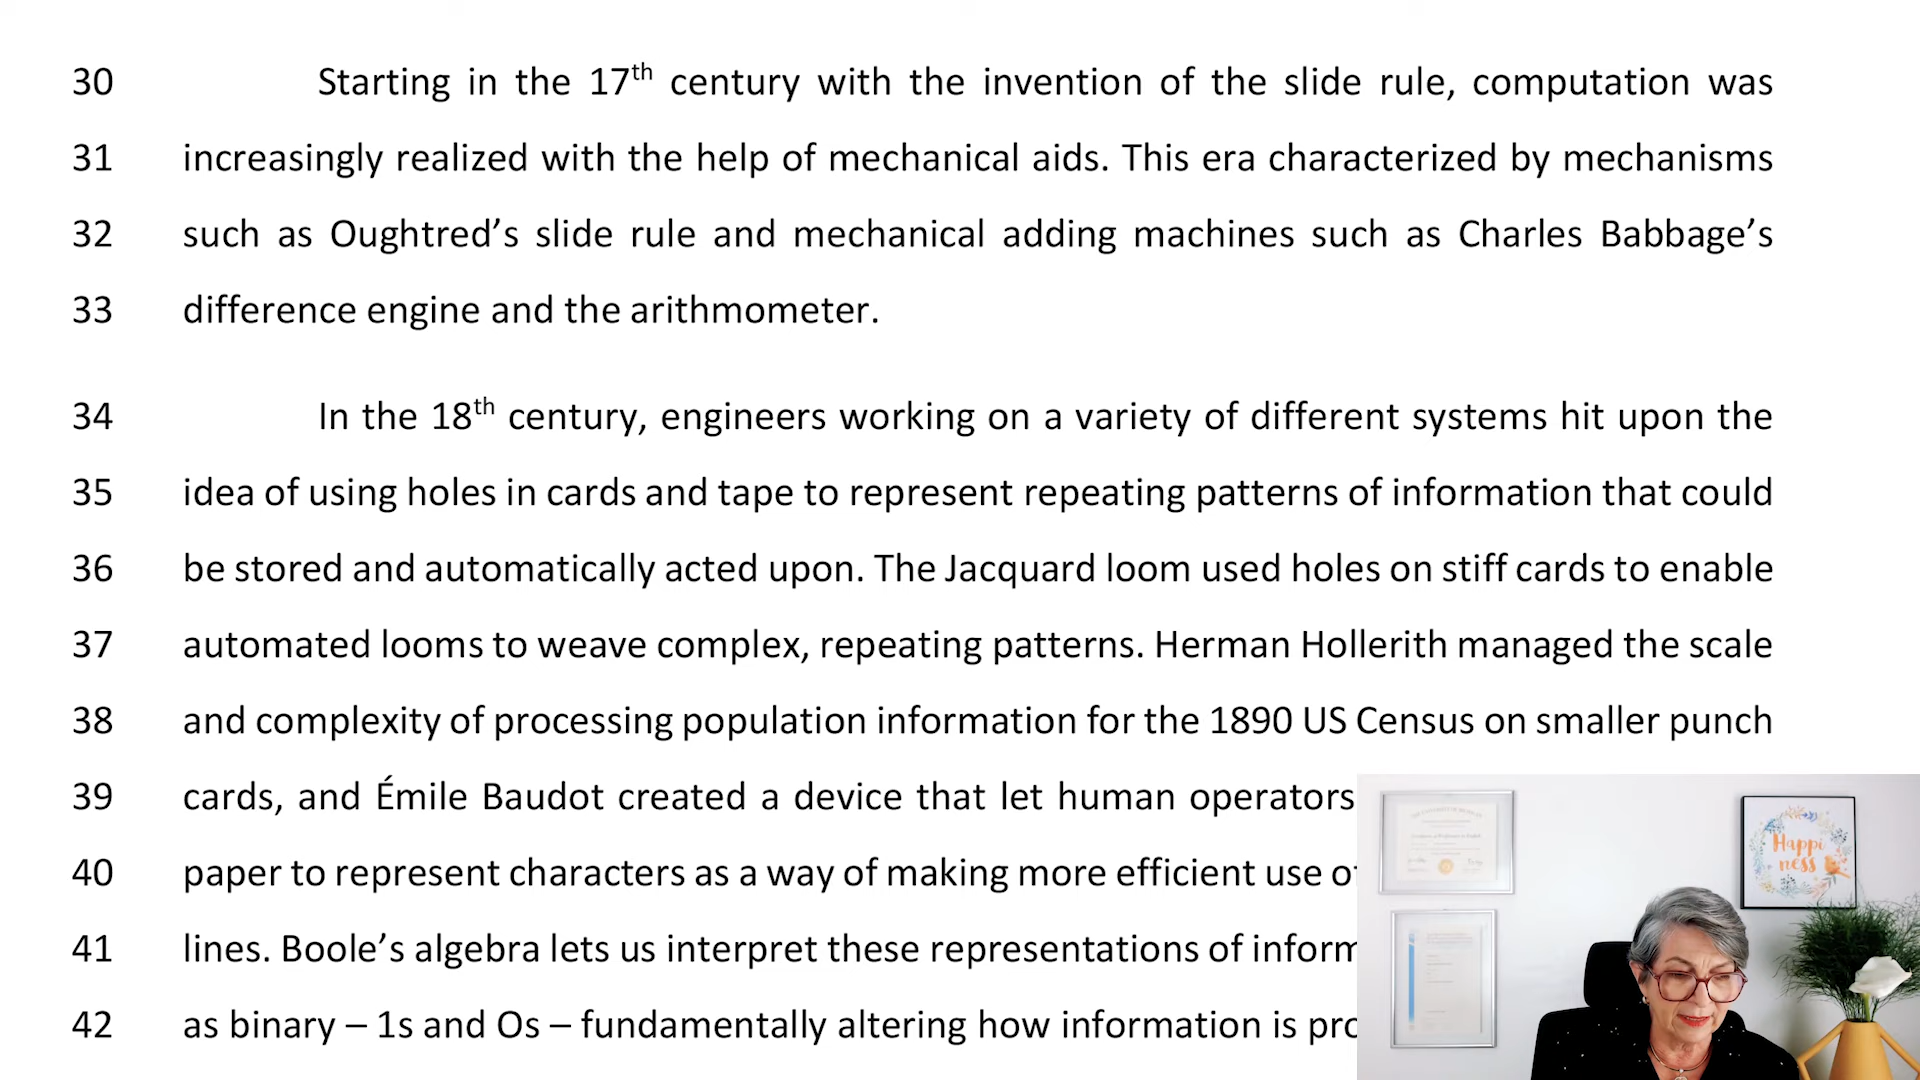 30 Starting in the 17th century with the invention of the slide rule, computation was
31 increasingly realized with the help of mechanical aids. This era characterized by mechanisms
32 such as Oughtred’s slide rule and mechanical adding machines such as Charles Babbage’s
33 difference engine and the arithmometer.
34 In the 18th century, engineers working on a variety of different systems hit upon the
35 idea of using holes in cards and tape to represent repeating patterns of information that could
36 be stored and automatically acted upon. The Jacquard loom used holes on stiff cards to enable
37 automated looms to weave complex, repeating patterns. Herman Hollerith managed the scale
38 and complexity of processing population information for the 1890 US Census on smaller punch
39 cards, and Émile Baudot created a device that let human operators
40 paper to represent characters as a way of making more efficient use of
41 lines. Boole’s algebra lets us interpret these representations of inform
42 as binary – 1s and Os – fundamentally altering how information is pro
Happi
ness